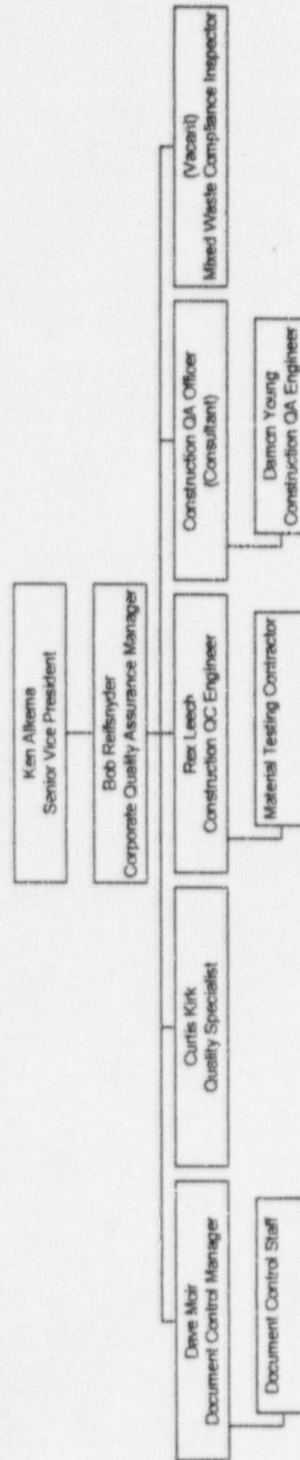 Ken Alkema
Senior Vice President
Bob Reifsnyder
Corporate Quality Assurance Manager
Dave Moir
Document Control Manager
Curtis Kirk
Quality Specialist
Rex Leech
Construction QC Engineer
Construction QA Officer
(Consultant)
(Vacant)
Mixed Waste Compliance Inspector
Document Control Staff
Material Testing Contractor
Damon Young
Construction QA Engineer